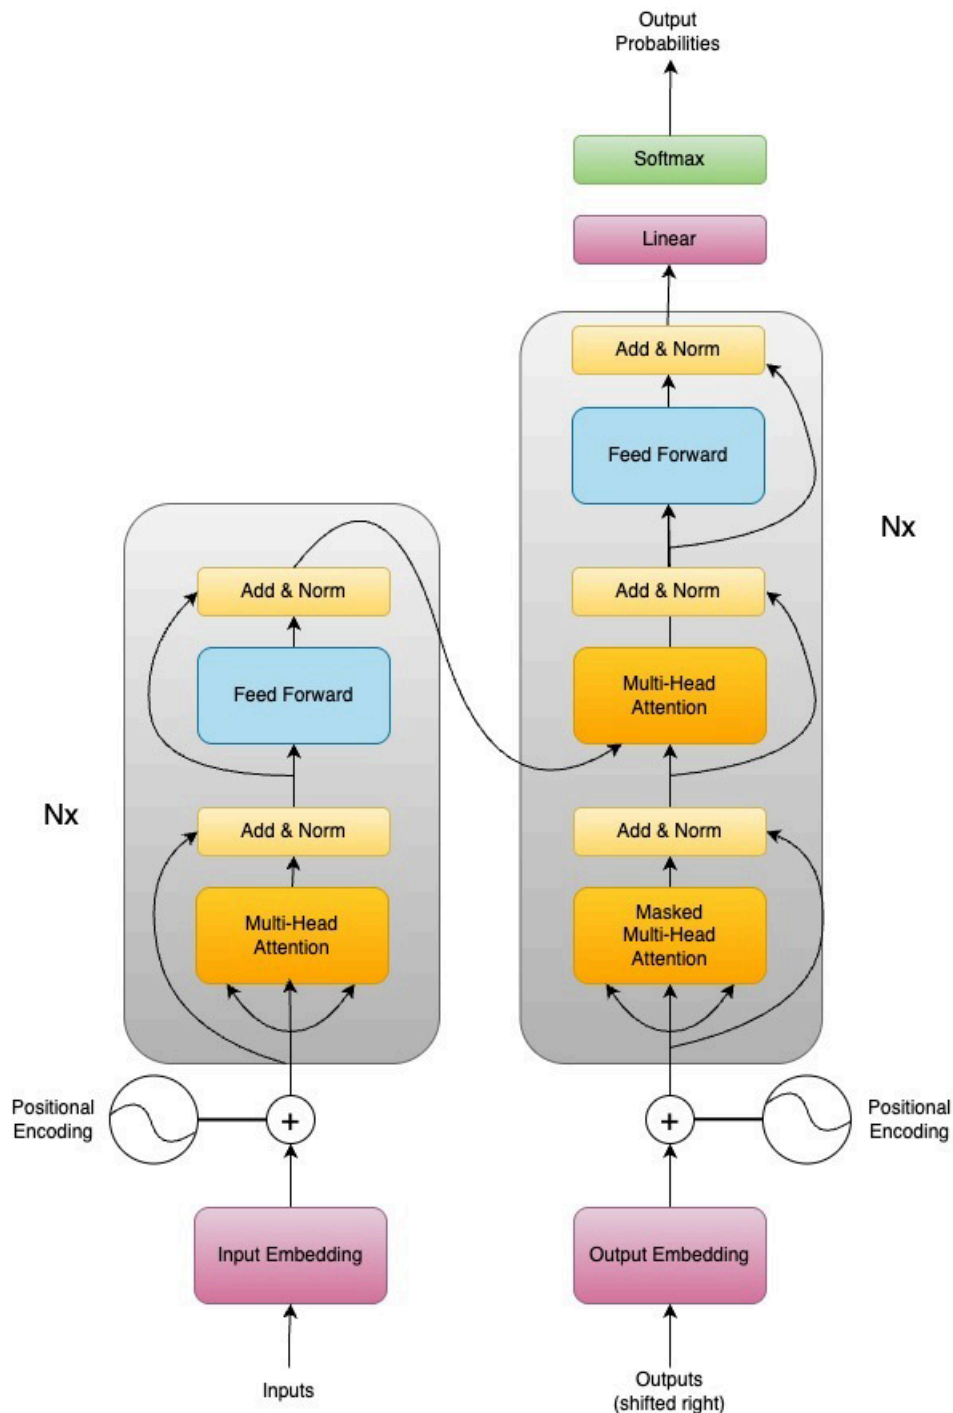 Output
Probabilities
Softmax
Linear
Add & Norm
Feed Forward
Nx
Add & Norm
Multi-Head
Attention
Add & Norm
Masked
Multi-Head
Attention
Positional
Encoding
+
Output Embedding
Outputs
(shifted right)
Add & Norm
Feed Forward
Nx
Add & Norm
Multi-Head
Attention
Positional
Encoding
+
Input Embedding
Inputs